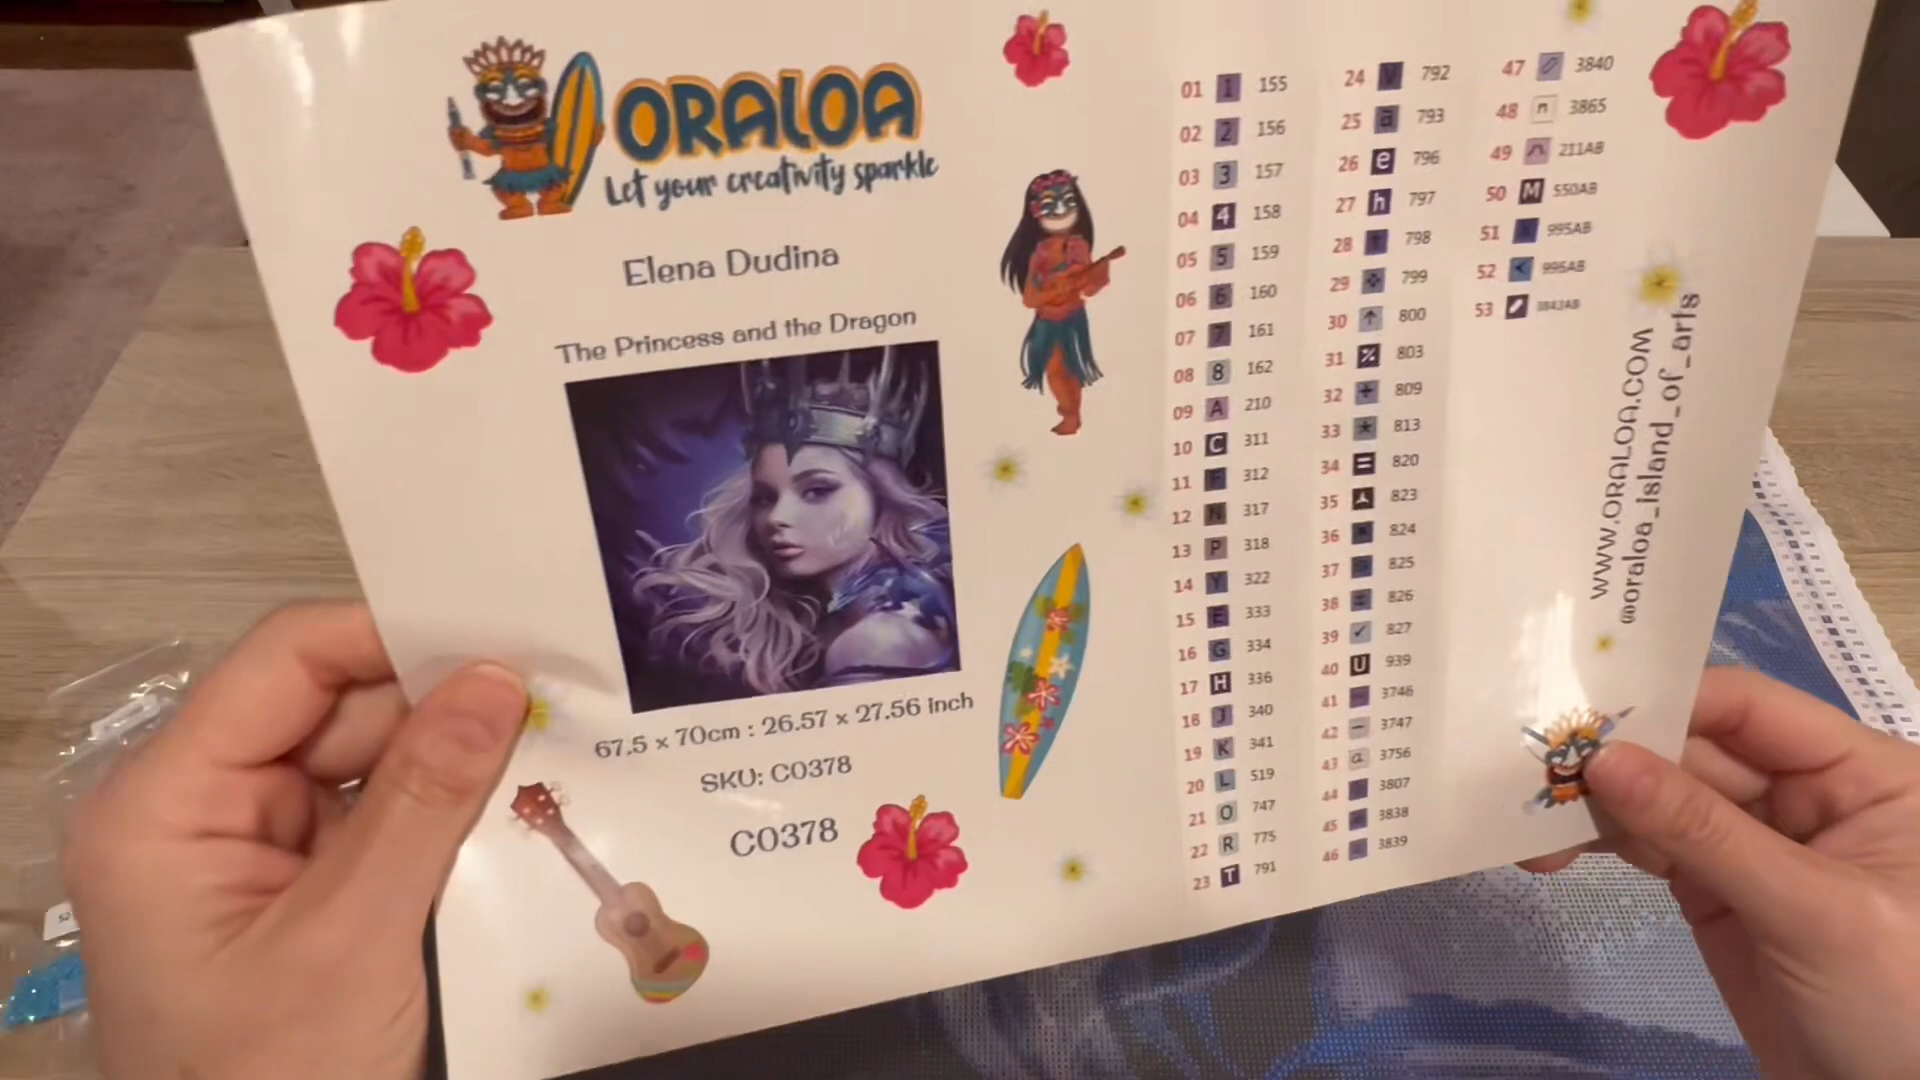 ORALOA
Let your creativity sparkle
Elena Dudina
The Princess and the Dragon
67.5 x 70cm : 26.57 x 27.56 inch
SKU: C0378
C0378
01 1 155
02 2 156
03 3 157
04 4 158
05 5 159
06 6 160
07 7 161
08 8 162
09 A 210
10 C 311
11 F 312
12 N 317
13 P 318
14 Y 322
15 E 333
16 G 334
17 H 336
18 J 340
19 K 341
20 L 519
21 O 747
22 R 775
23 T 791
24 V 792
25 a 793
26 e 796
27 h 797
28 798
29 799
30 ↑ 800
31 % 803
32 + 809
33 * 813
34 = 820
35 823
36 824
37 825
38 826
39 ✓ 827
40 U 939
41 3746
42 − 3747
43 a 3756
44 3807
45 3838
46 3839
47 3840
48 n 3865
49 211AB
50 M 550AB
51 995AB
52 < 996AB
53 3843AB
WWW.ORALOA.COM
@oraloa_island_of_arts
52